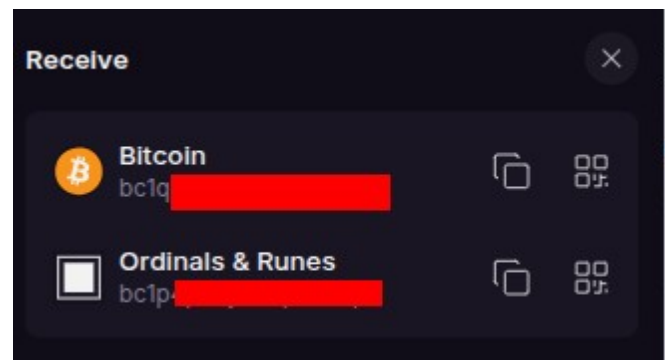 Receive
Bitcoin
bc1q
Ordinals & Runes
bc1p